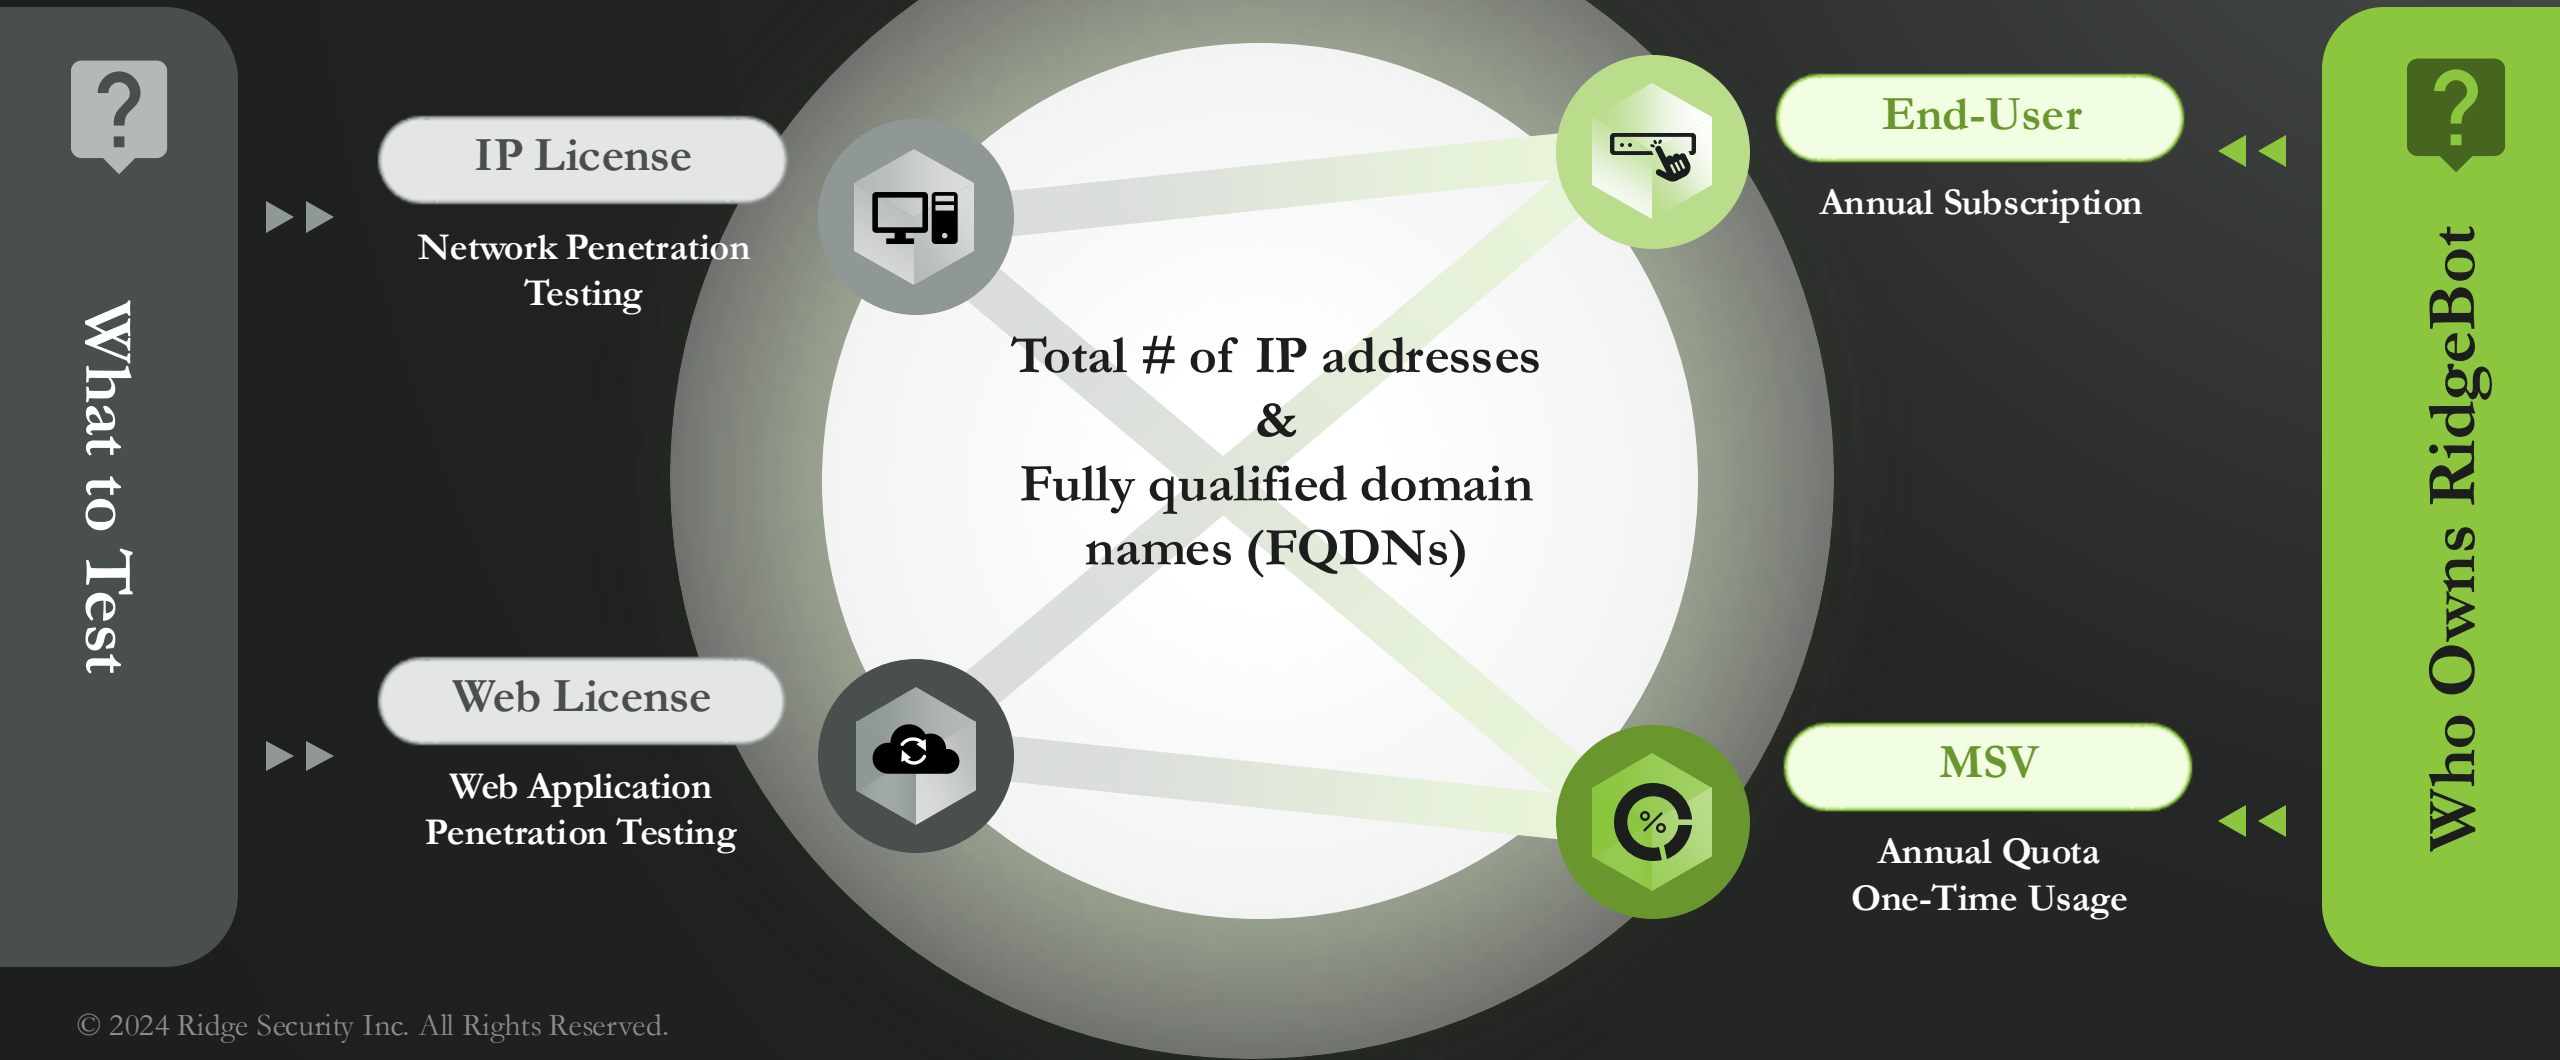 What to Test
IP License
Network Penetration
Testing
Web License
Web Application
Penetration Testing
Total # of IP addresses
&
Fully qualified domain
names (FQDNs)
End-User
Annual Subscription
MSV
Annual Quota
One-Time Usage
Who Owns RidgeBot
© 2024 Ridge Security Inc. All Rights Reserved.